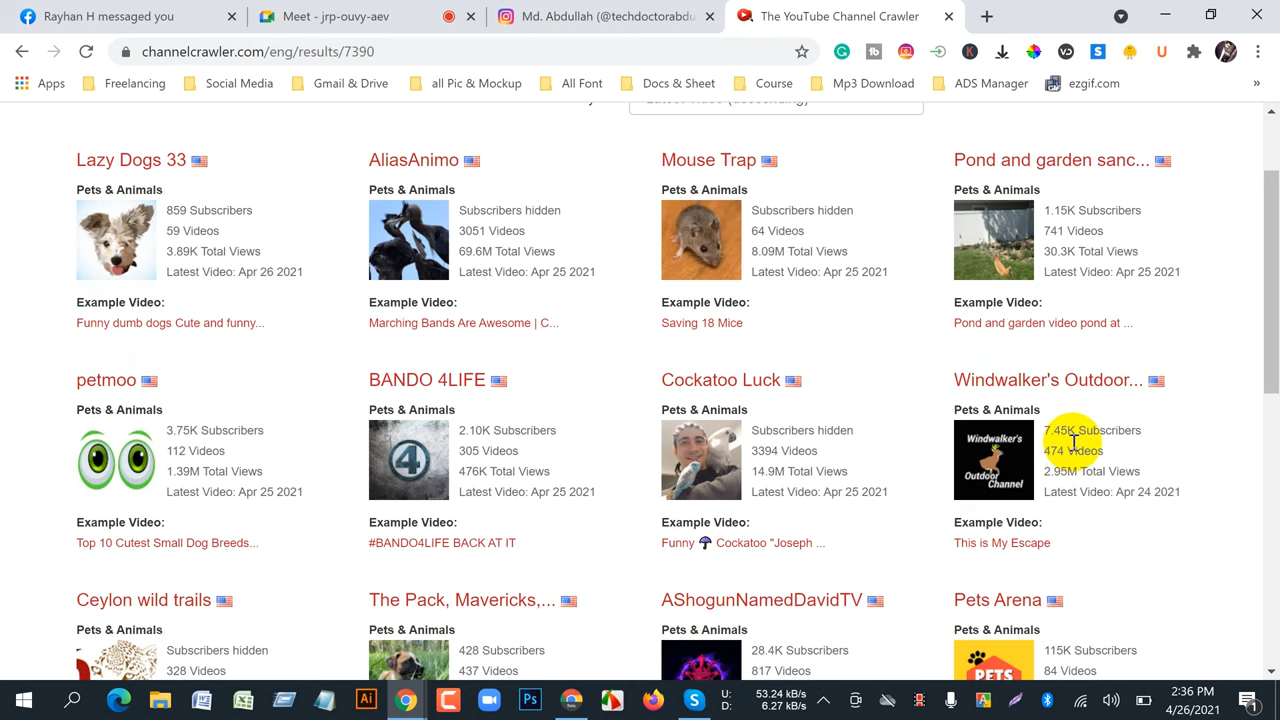 Rayhan H messaged you
Meet - jrp-ouvy-aev
Md. Abdullah (@techdoctorabdu
The YouTube Channel Crawler
channelcrawler.com/eng/results/7390
Apps
Freelancing
Social Media
Gmail & Drive
all Pic & Mockup
All Font
Docs & Sheet
Course
Mp3 Download
ADS Manager
ezgif.com
»
Lazy Dogs 33
Pets & Animals
859 Subscribers
59 Videos
3.89K Total Views
Latest Video: Apr 26 2021
Example Video:
Funny dumb dogs Cute and funny...
AliasAnimo
Pets & Animals
Subscribers hidden
3051 Videos
69.6M Total Views
Latest Video: Apr 25 2021
Example Video:
Marching Bands Are Awesome | C...
Mouse Trap
Pets & Animals
Subscribers hidden
64 Videos
8.09M Total Views
Latest Video: Apr 25 2021
Example Video:
Saving 18 Mice
Pond and garden sanc...
Pets & Animals
1.15K Subscribers
741 Videos
30.3K Total Views
Latest Video: Apr 25 2021
Example Video:
Pond and garden video pond at ...
petmoo
Pets & Animals
3.75K Subscribers
112 Videos
1.39M Total Views
Latest Video: Apr 25 2021
Example Video:
Top 10 Cutest Small Dog Breeds...
BANDO 4LIFE
Pets & Animals
4
2.10K Subscribers
305 Videos
476K Total Views
Latest Video: Apr 25 2021
Example Video:
#BANDO4LIFE BACK AT IT
Cockatoo Luck
Pets & Animals
Subscribers hidden
3394 Videos
14.9M Total Views
Latest Video: Apr 25 2021
Example Video:
Funny ☂ Cockatoo "Joseph ...
Windwalker's Outdoor...
Pets & Animals
Windwalker's
Outdoor
Channel
7.45K Subscribers
474 Videos
2.95M Total Views
Latest Video: Apr 24 2021
Example Video:
This is My Escape
Ceylon wild trails
Pets & Animals
Subscribers hidden
328 Videos
The Pack, Mavericks,...
Pets & Animals
428 Subscribers
437 Videos
AShogunNamedDavidTV
Pets & Animals
28.4K Subscribers
817 Videos
Pets Arena
Pets & Animals
PETS
115K Subscribers
84 Videos
U: 53.24 kB/s
D: 6.27 kB/s
2:36 PM
4/26/2021